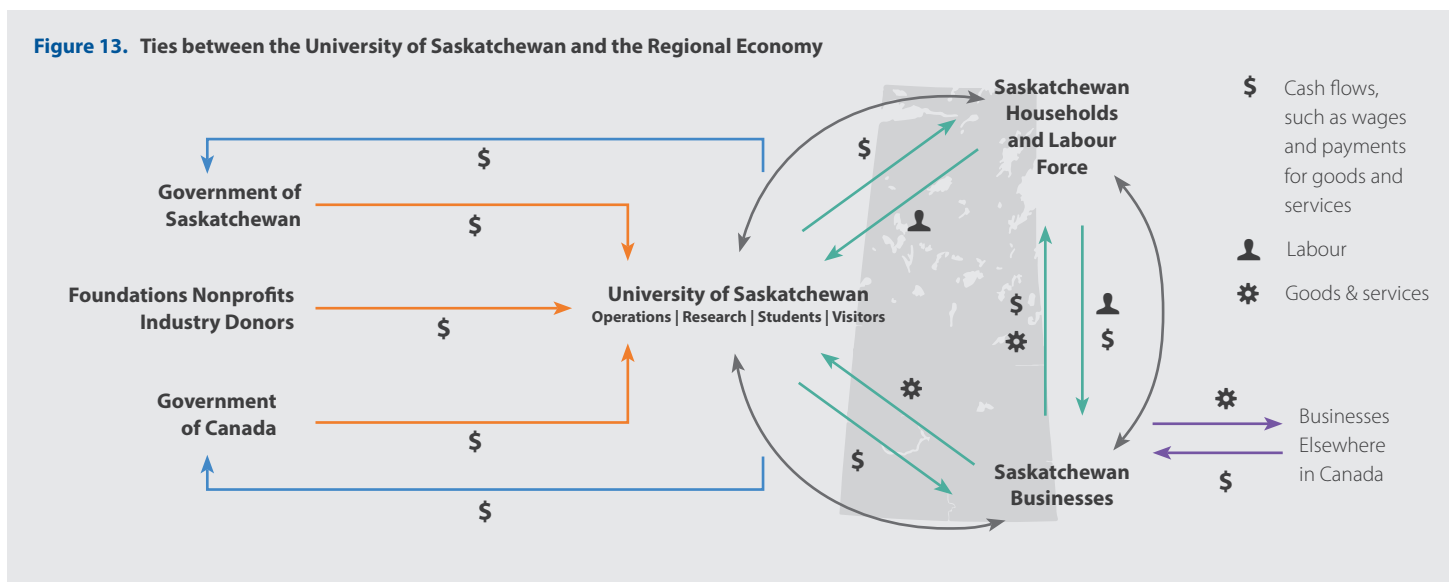 Figure 13. Ties between the University of Saskatchewan and the Regional Economy
$
Government of
Saskatchewan
$
Foundations Nonprofits
Industry Donors
$
Government
of Canada
$
$
University of Saskatchewan
Operations | Research | Students | Visitors
$
$
Saskatchewan
Households
and Labour
Force
$
$
Saskatchewan
Businesses
$
Businesses
Elsewhere
in Canada
$ Cash flows,
such as wages
and payments
for goods and
services
Labour
Goods & services